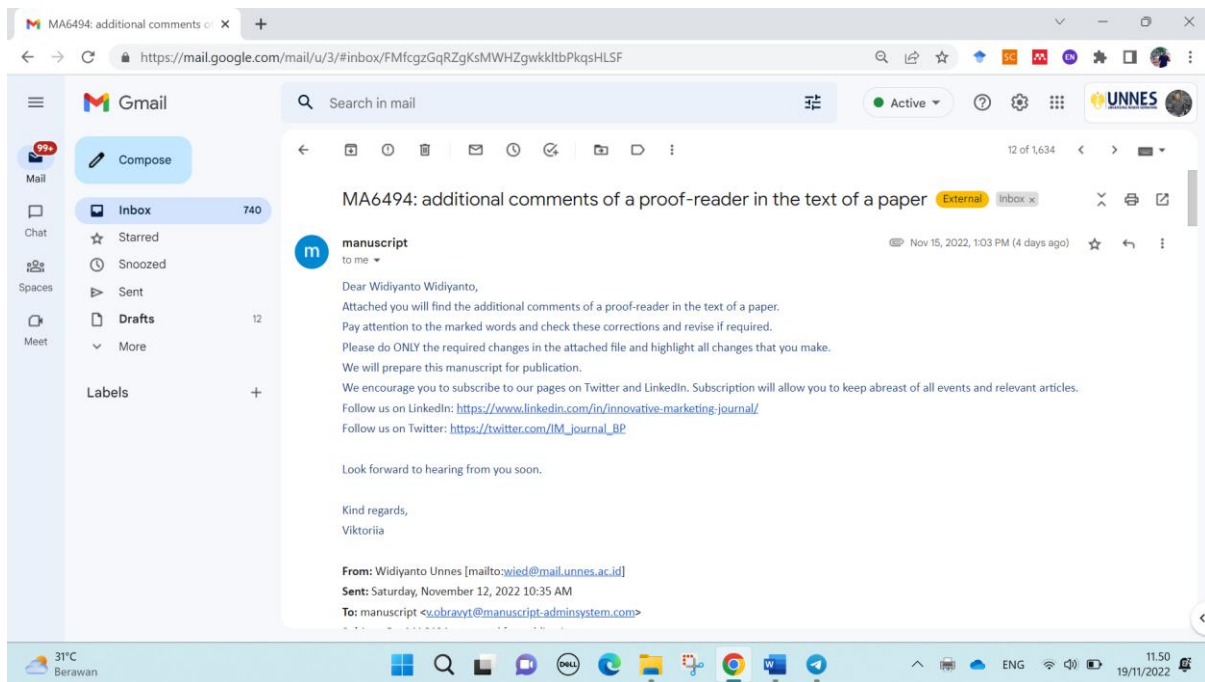 MA6494: additional comments o
https://mail.google.com/mail/u/3/#inbox/FMfcgzGqRZgKsMWHZgwkkltbPkqsHLSF
SC
EN
Gmail
Search in mail
Active
UNNES
99+
Mail
Chat
Spaces
Meet
Compose
Inbox 740
Starred
Snoozed
Sent
Drafts 12
More
Labels
12 of 1,634
MA6494: additional comments of a proof-reader in the text of a paper External Inbox x
m
manuscript
Nov 15, 2022, 1:03 PM (4 days ago)
to me
Dear Widiyanto Widiyanto,
Attached you will find the additional comments of a proof-reader in the text of a paper.
Pay attention to the marked words and check these corrections and revise if required.
Please do ONLY the required changes in the attached file and highlight all changes that you make.
We will prepare this manuscript for publication.
We encourage you to subscribe to our pages on Twitter and LinkedIn. Subscription will allow you to keep abreast of all events and relevant articles.
Follow us on LinkedIn: https://www.linkedin.com/in/innovative-marketing-journal/
Follow us on Twitter: https://twitter.com/IM_journal_BP
Look forward to hearing from you soon.
Kind regards,
Viktoriia
From: Widiyanto Unnes [mailto:wied@mail.unnes.ac.id]
Sent: Saturday, November 12, 2022 10:35 AM
To: manuscript <v.obravyt@manuscript-adminsystem.com>
31°C
Berawan
DELL
ENG
11.50
19/11/2022